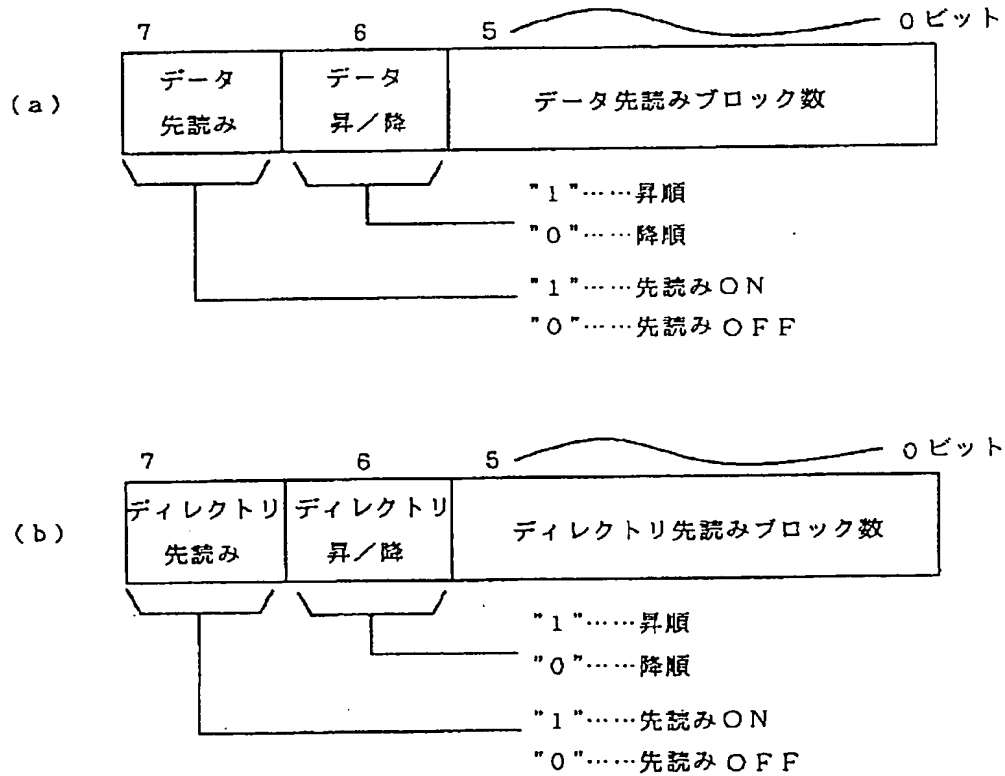 7 6 5 0ビット
(a)
データ 先読み
データ 昇/降
データ先読みブロック数
"1"……昇順
"0"……降順
"1"……先読みON
"0"……先読みOFF
7 6 5 0ビット
(b)
ディレクトリ 先読み
ディレクトリ 昇/降
ディレクトリ先読みブロック数
"1"……昇順
"0"……降順
"1"……先読みON
"0"……先読みOFF